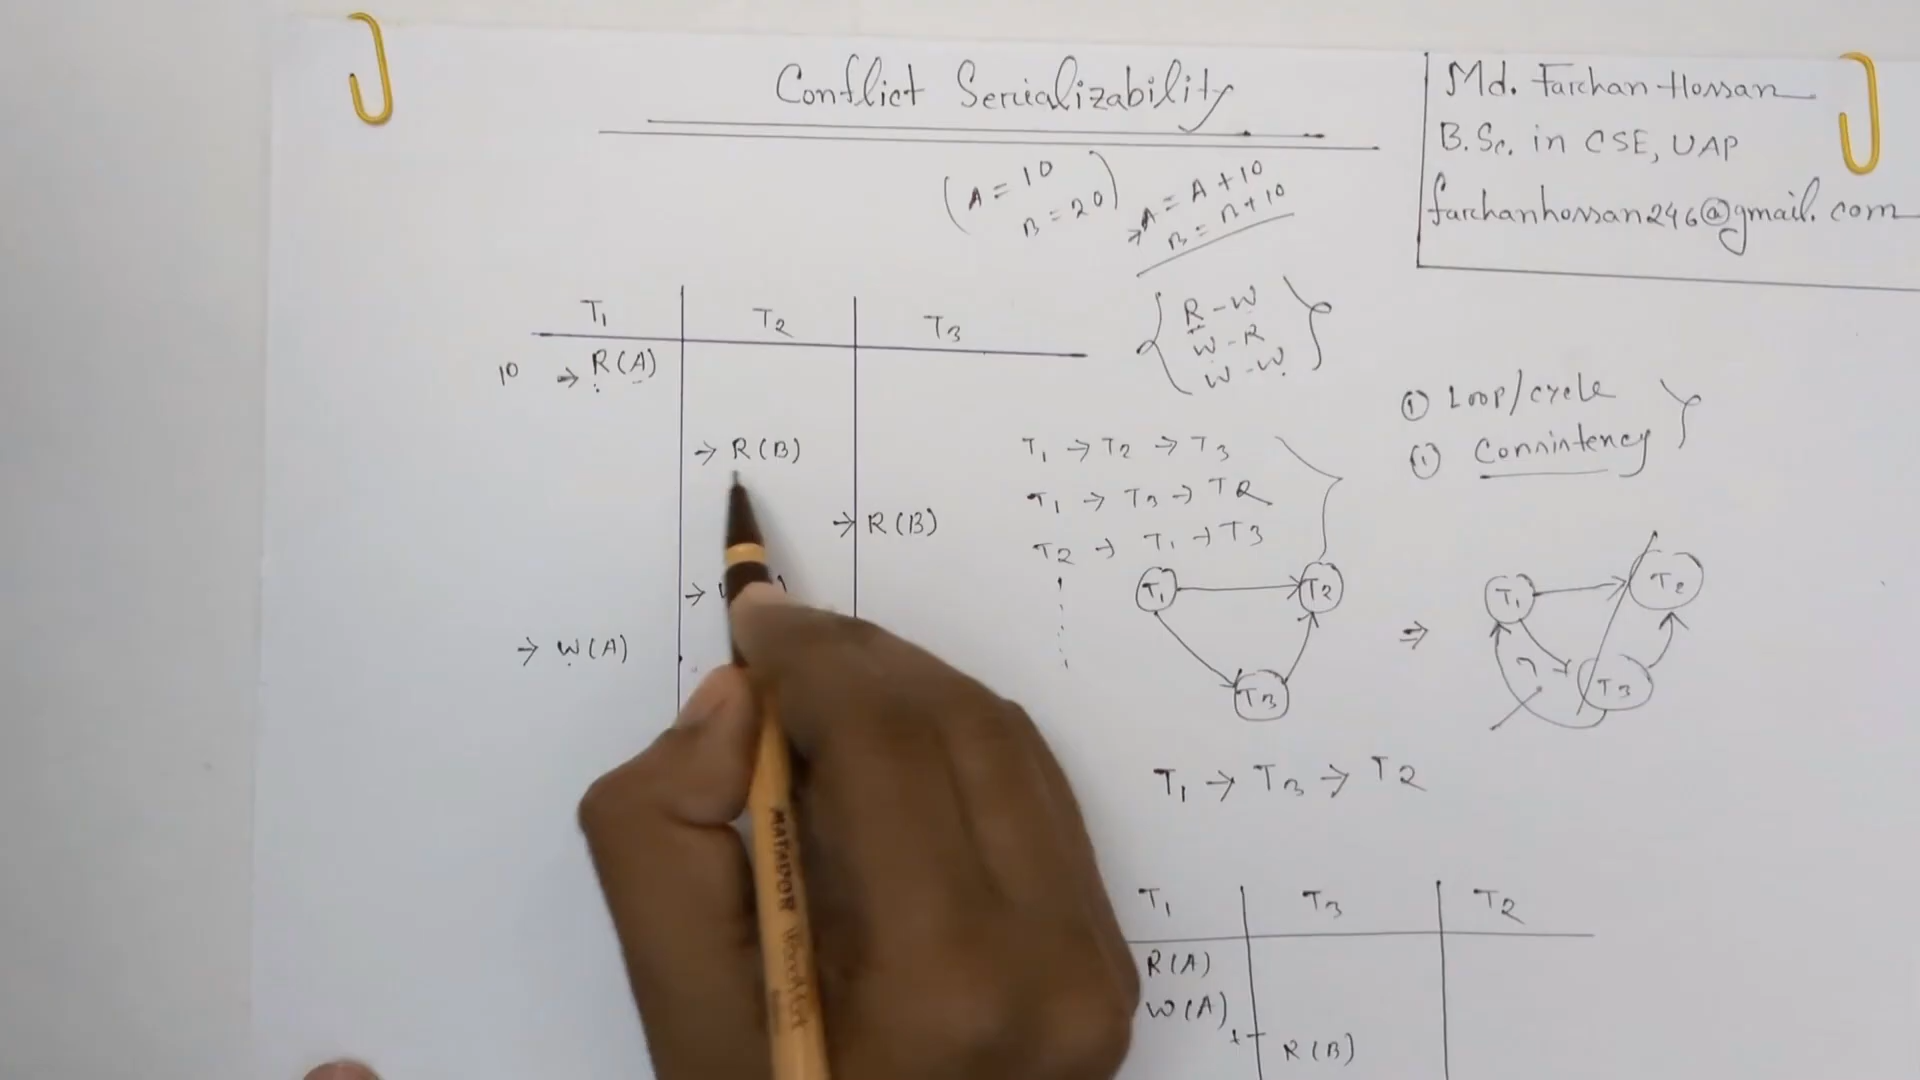 Conflict Serializability
Md. Farhan Hossan
B.Sc. in CSE, UAP
farhanhossan246@gmail.com
(A = 10
B = 20)
→ A = A + 10
B = B + 10
T1 T2 T3
10 → R(A)
→ R(B)
→ R(B)
→
→ W(A)
R - W
W - R
W - W
① Loop/cycle
① Consistency
T1 → T2 → T3
T1 → T3 → T2
T2 → T1 → T3
T1 T2
T3
⇒
T1 T2
T3
T1 → T3 → T2
T1 T3 T2
R(A)
W(A)
R(B)
MATADOR